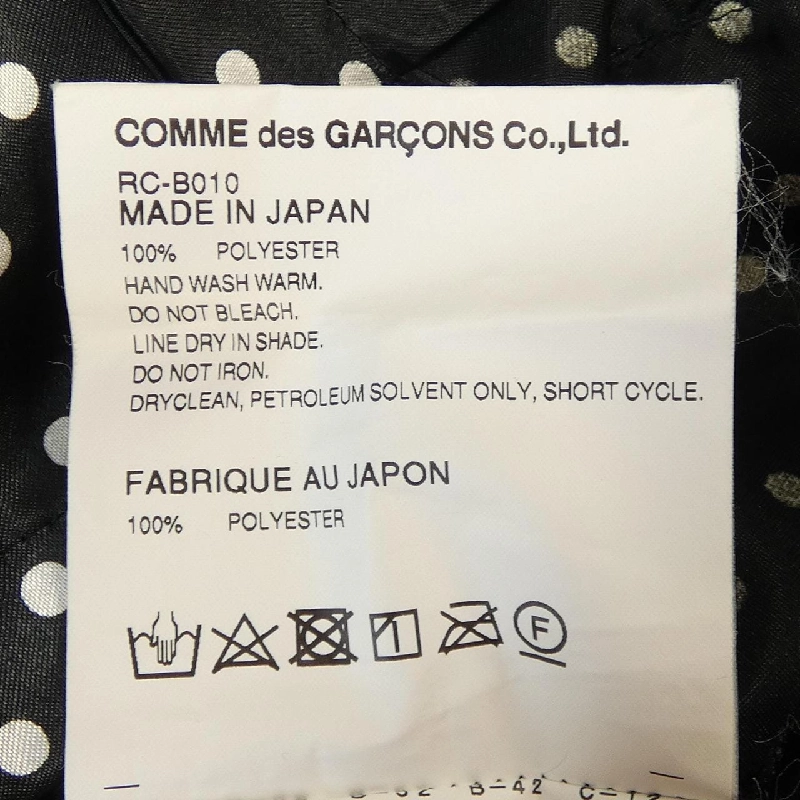 COMME des GARÇONS Co.,Ltd.
RC-B010
MADE IN JAPAN
100% POLYESTER
HAND WASH WARM.
DO NOT BLEACH.
LINE DRY IN SHADE.
DO NOT IRON.
DRYCLEAN, PETROLEUM SOLVENT ONLY, SHORT CYCLE.
FABRIQUE AU JAPON
100% POLYESTER
F
B-42